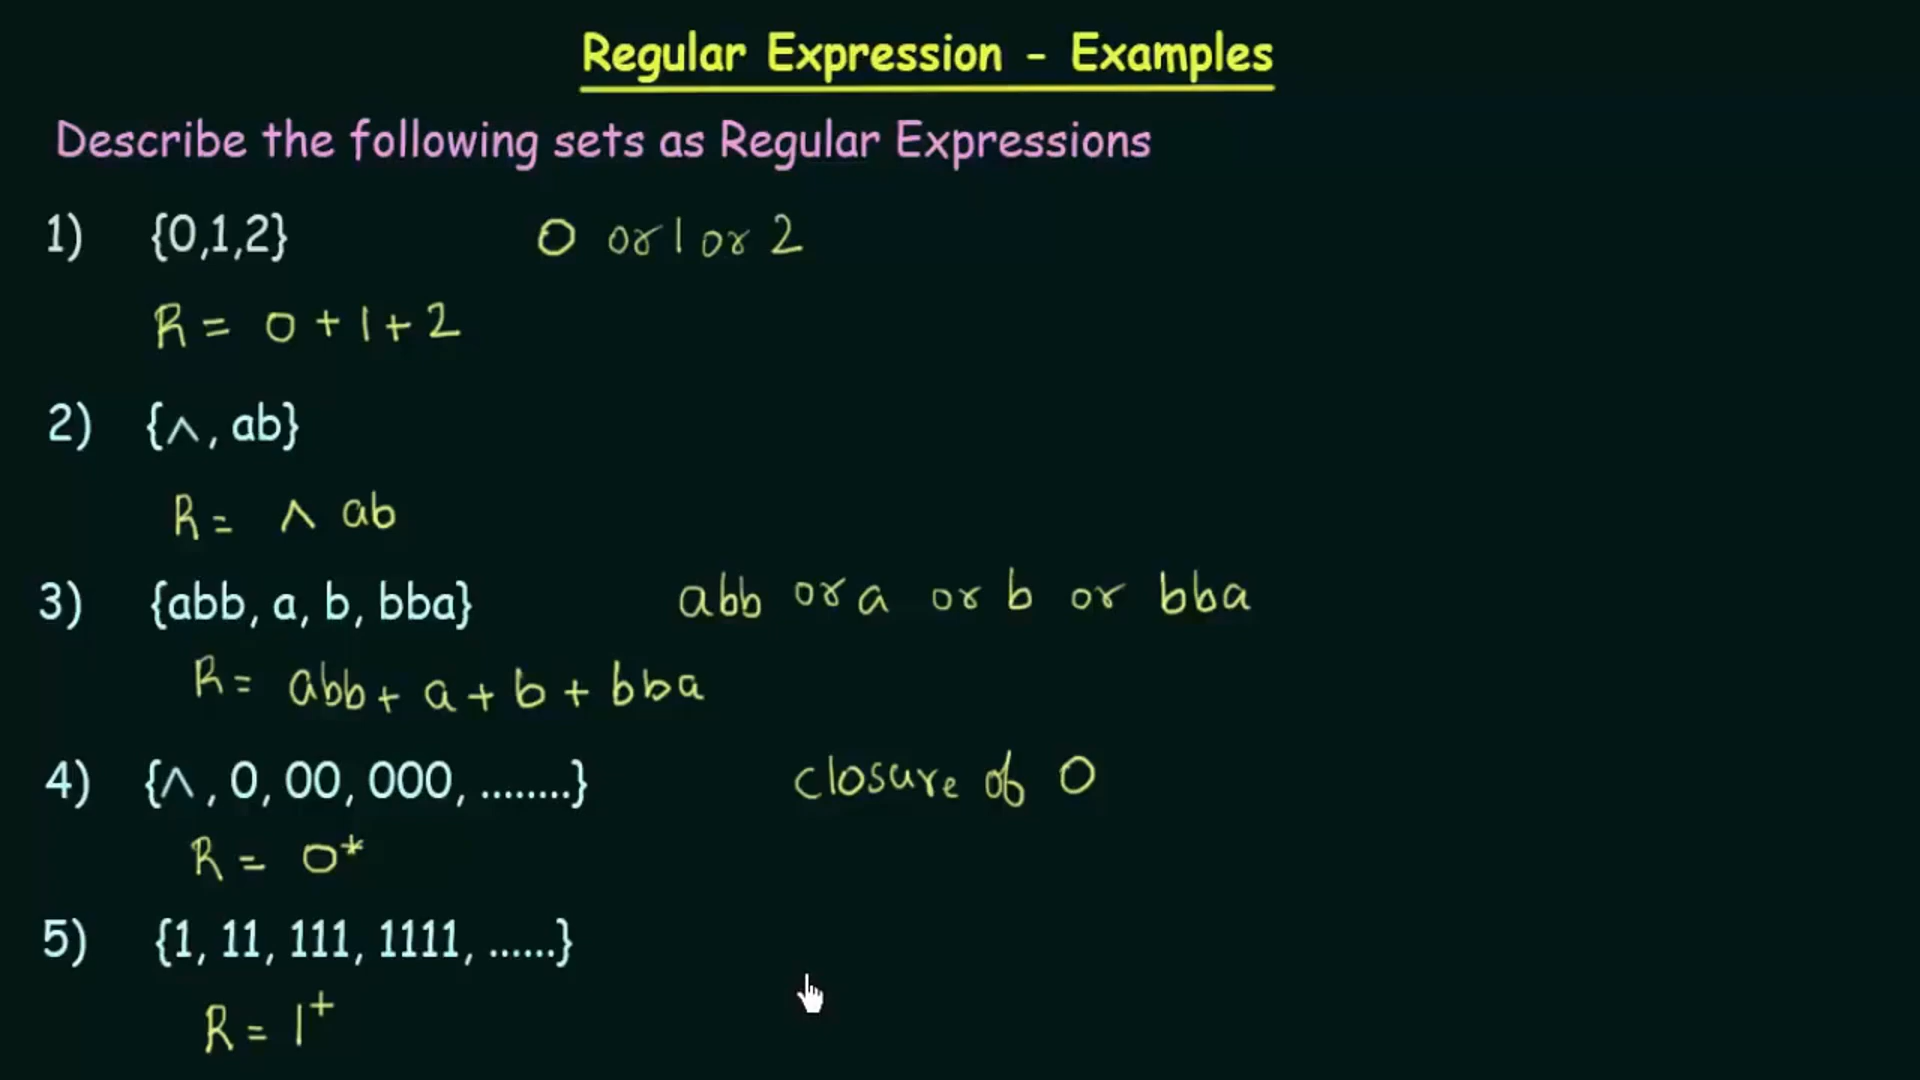 Regular Expression - Examples
Describe the following sets as Regular Expressions
1) {0,1,2} 0 or 1 or 2
R = 0 + 1 + 2
2) {∧, ab}
R = ∧ ab
3) {abb, a, b, bba} abb or a or b or bba
R = abb + a + b + bba
4) {∧, 0, 00, 000, ........} closure of 0
R = 0*
5) {1, 11, 111, 1111, ......}
R = 1⁺